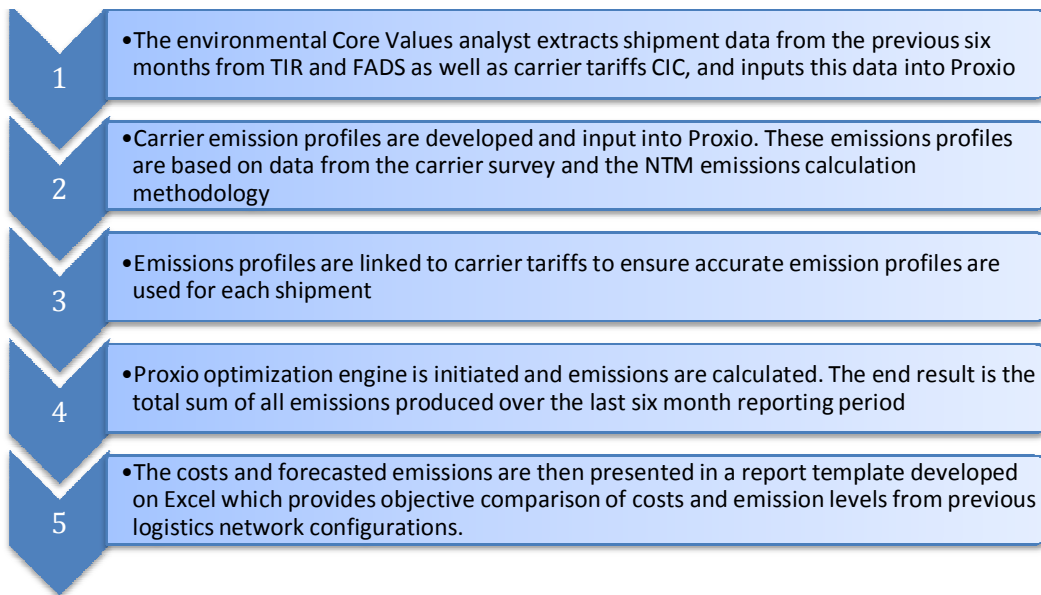 1
•The environmental Core Values analyst extracts shipment data from the previous six
months from TIR and FADS as well as carrier tariffs CIC, and inputs this data into Proxio
2
•Carrier emission profiles are developed and input into Proxio. These emissions profiles
are based on data from the carrier survey and the NTM emissions calculation
methodology
3
•Emissions profiles are linked to carrier tariffs to ensure accurate emission profiles are
used for each shipment
4
•Proxio optimization engine is initiated and emissions are calculated. The end result is the
total sum of all emissions produced over the last six month reporting period
5
•The costs and forecasted emissions are then presented in a report template developed
on Excel which provides objective comparison of costs and emission levels from previous
logistics network configurations.